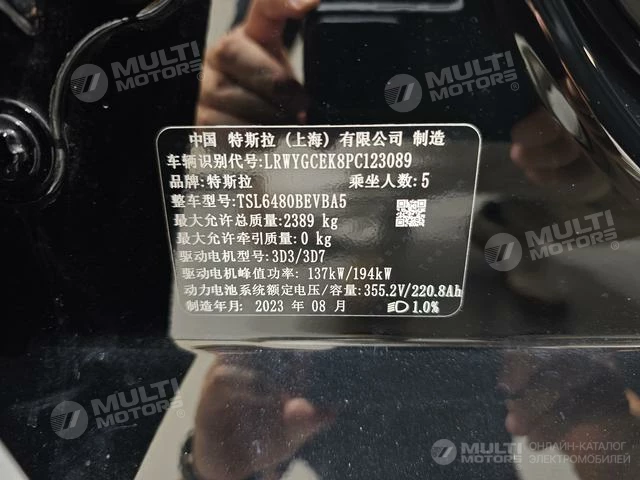 MULTI
MOTORS®
MULTI
MOTORS®
中国 特斯拉 (上海) 有限公司 制造
车辆识别代号:LRWYGCEK8PC123089
品牌:特斯拉 乘坐人数:5
整车型号:TSL6480BEVBA5
最大允许总质量:2389 kg
最大允许牵引质量:0 kg
驱动电机型号:3D3/3D7
驱动电机峰值功率: 137kW/194kW
动力电池系统额定电压/容量:355.2V/220.8Ah
制造年月: 2023 年 08 月 1.0%
MULTI
MOTORS®
MULTI
MOTORS®
MULTI
MOTORS®
MULTI
MOTORS®
ОНЛАЙН-КАТАЛОГ
ЭЛЕКТРОМОБИЛЕЙ